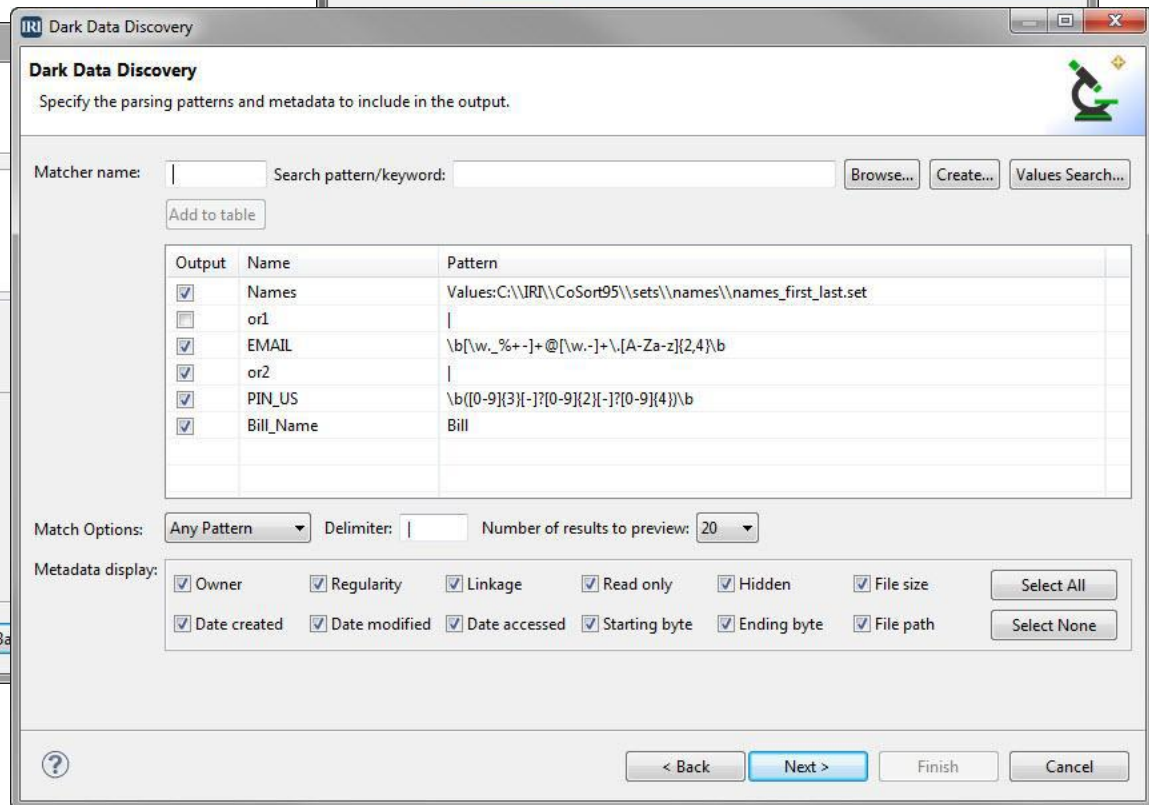 IRI Dark Data Discovery
Dark Data Discovery
Specify the parsing patterns and metadata to include in the output.
Matcher name: Search pattern/keyword: Browse... Create... Values Search...
Add to table
Output Name Pattern
Names Values:C:\\IRI\\CoSort95\\sets\\names\\names_first_last.set
or1 |
EMAIL \b[\w._%+-]+@[\w.-]+\.[A-Za-z]{2,4}\b
or2 |
PIN_US \b([0-9]{3}[-]?[0-9]{2}[-]?[0-9]{4})\b
Bill_Name Bill
Match Options: Any Pattern Delimiter: | Number of results to preview: 20
Metadata display:
Owner Regularity Linkage Read only Hidden File size Select All
Date created Date modified Date accessed Starting byte Ending byte File path Select None
Ba
? < Back Next > Finish Cancel